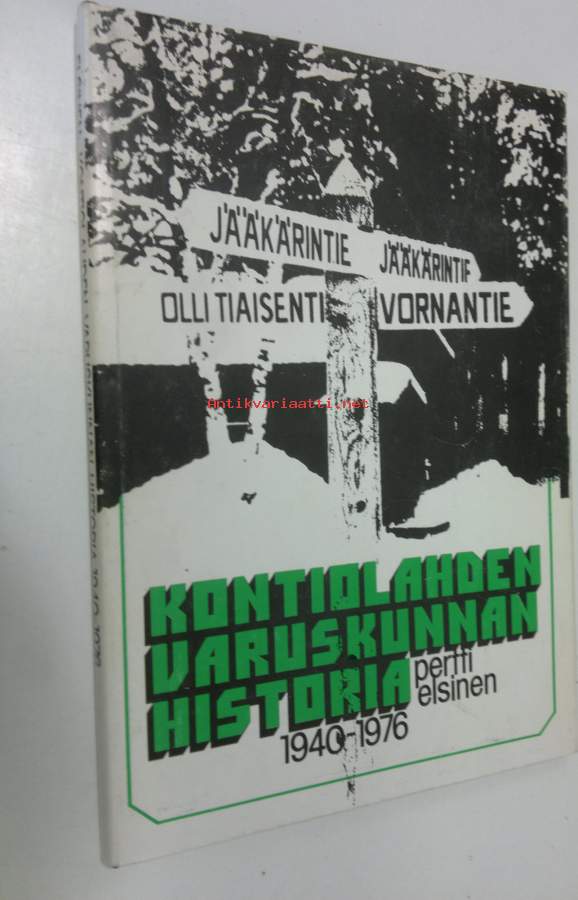 JÄÄKÄRINTIE JÄÄKÄRINTIE
OLLI TIAISENTI VORNANTIE
Antikvariaatti.net
KONTIOLAHDEN
VARUSKUNNAN
HISTORIA
pertti
elsinen
1940-1976